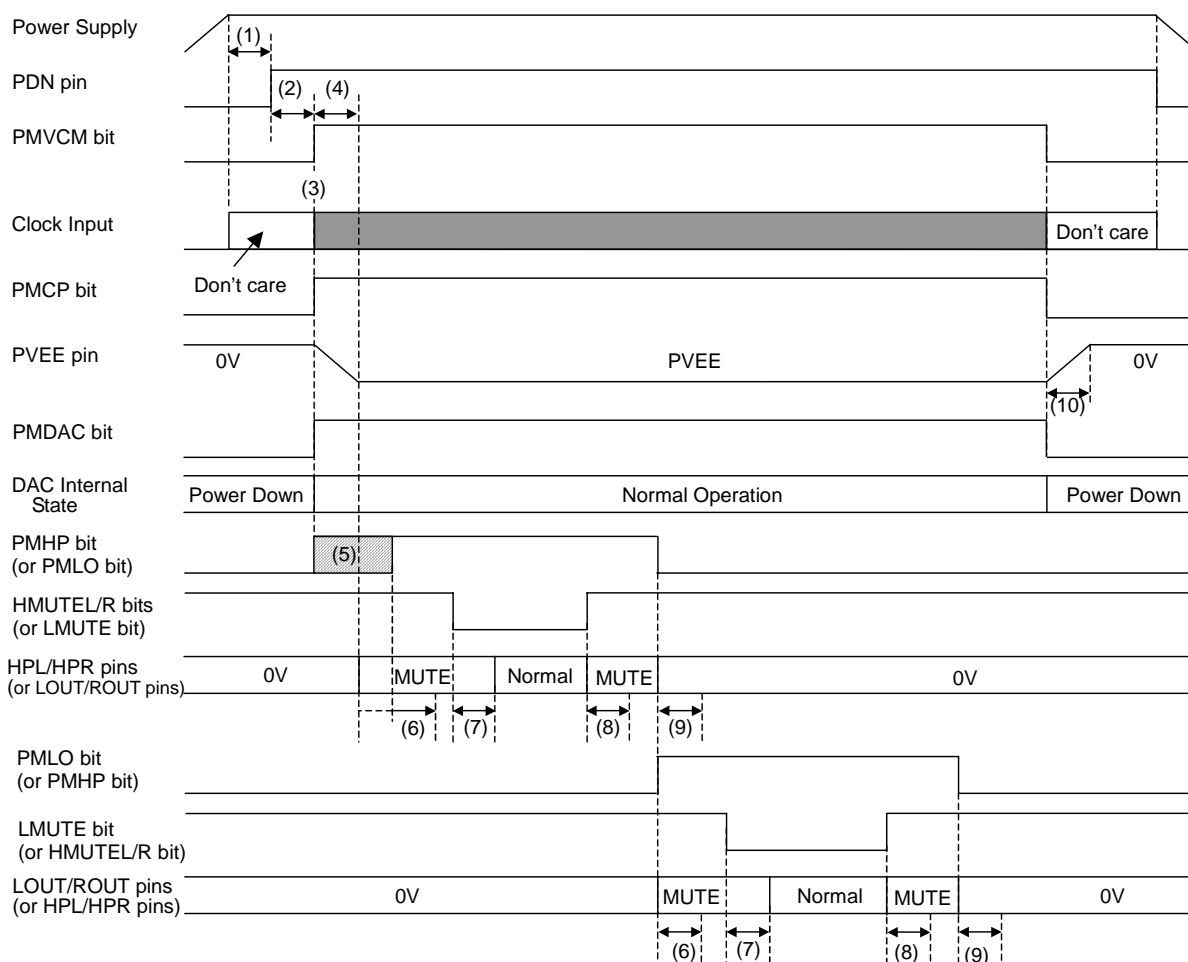 Power Supply
(1)
PDN pin
(2)
(4)
PMVCM bit
(3)
Clock Input
Don't care
Don't care
PMCP bit
PVEE pin
0V
PVEE
0V
(10)
PMDAC bit
DAC Internal
State
Power Down
Normal Operation
Power Down
PMHP bit
(or PMLO bit)
(5)
HMUTEL/R bits
(or LMUTE bit)
HPL/HPR pins
(or LOUT/ROUT pins)
0V
MUTE
Normal
MUTE
0V
(6)
(7)
(8)
(9)
PMLO bit
(or PMHP bit)
LMUTE bit
(or HMUTEL/R bit)
LOUT/ROUT pins
(or HPL/HPR pins)
0V
MUTE
Normal
MUTE
0V
(6)
(7)
(8)
(9)